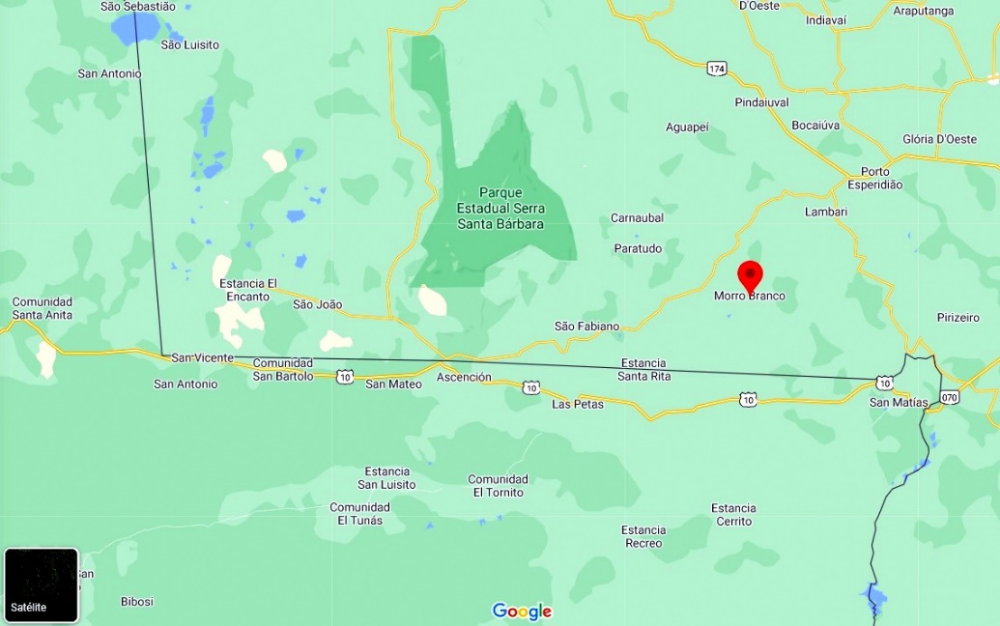 São Sebastião
D'Oeste
Araputanga
Indiavaí
São Luisito
San Antonio
174
Pindaiuval
Aguapeí
Bocaiúva
Glória D'Oeste
Porto
Esperidião
Parque
Estadual Serra
Santa Bárbara
Carnaubal
Lambari
Paratudo
Estancia El
Encanto
Morro Branco
São João
Comunidad
Santa Anita
Pirizeiro
São Fabiano
San Vicente
Comunidad
San Bartolo
Estancia
Santa Rita
10
Ascención
San Antonio
San Mateo
10
10
10
070
Las Petas
San Matías
Estancia
San Luisito
Comunidad
El Tornito
Comunidad
El Tunás
Estancia
Cerrito
Estancia
Recreo
Bibosi
Satélite
Google